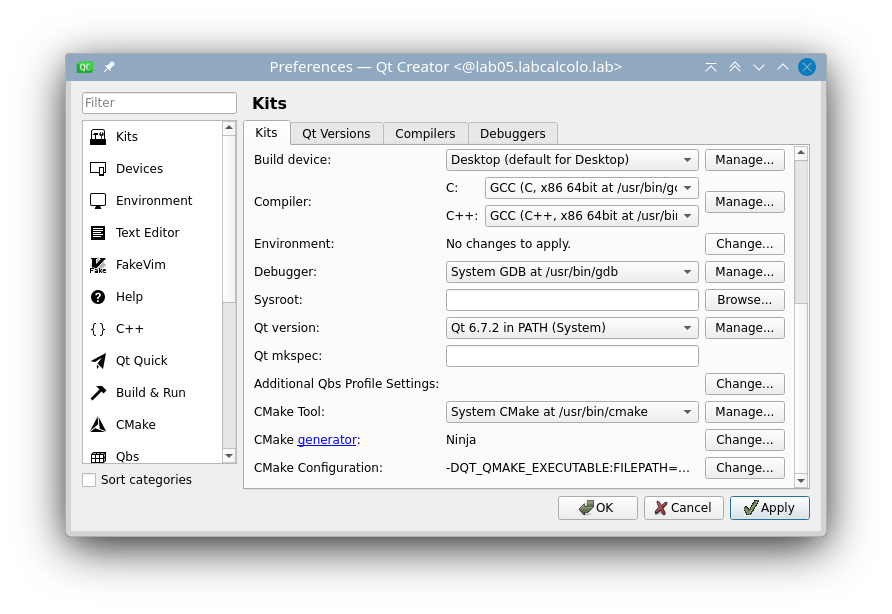 QC
Preferences — Qt Creator <@lab05.labcalcolo.lab>
Filter
Kits
Devices
Environment
Text Editor
FakeVim
Help
C++
Qt Quick
Build & Run
CMake
Qbs
Sort categories
Kits
Kits Qt Versions Compilers Debuggers
Build device: Desktop (default for Desktop) Manage...
Compiler: C: GCC (C, x86 64bit at /usr/bin/gc Manage...
C++: GCC (C++, x86 64bit at /usr/bin
Environment: No changes to apply. Change...
Debugger: System GDB at /usr/bin/gdb Manage...
Sysroot: Browse...
Qt version: Qt 6.7.2 in PATH (System) Manage...
Qt mkspec:
Additional Qbs Profile Settings: Change...
CMake Tool: System CMake at /usr/bin/cmake Manage...
CMake generator: Ninja Change...
CMake Configuration: -DQT_QMAKE_EXECUTABLE:FILEPATH=... Change...
OK Cancel Apply